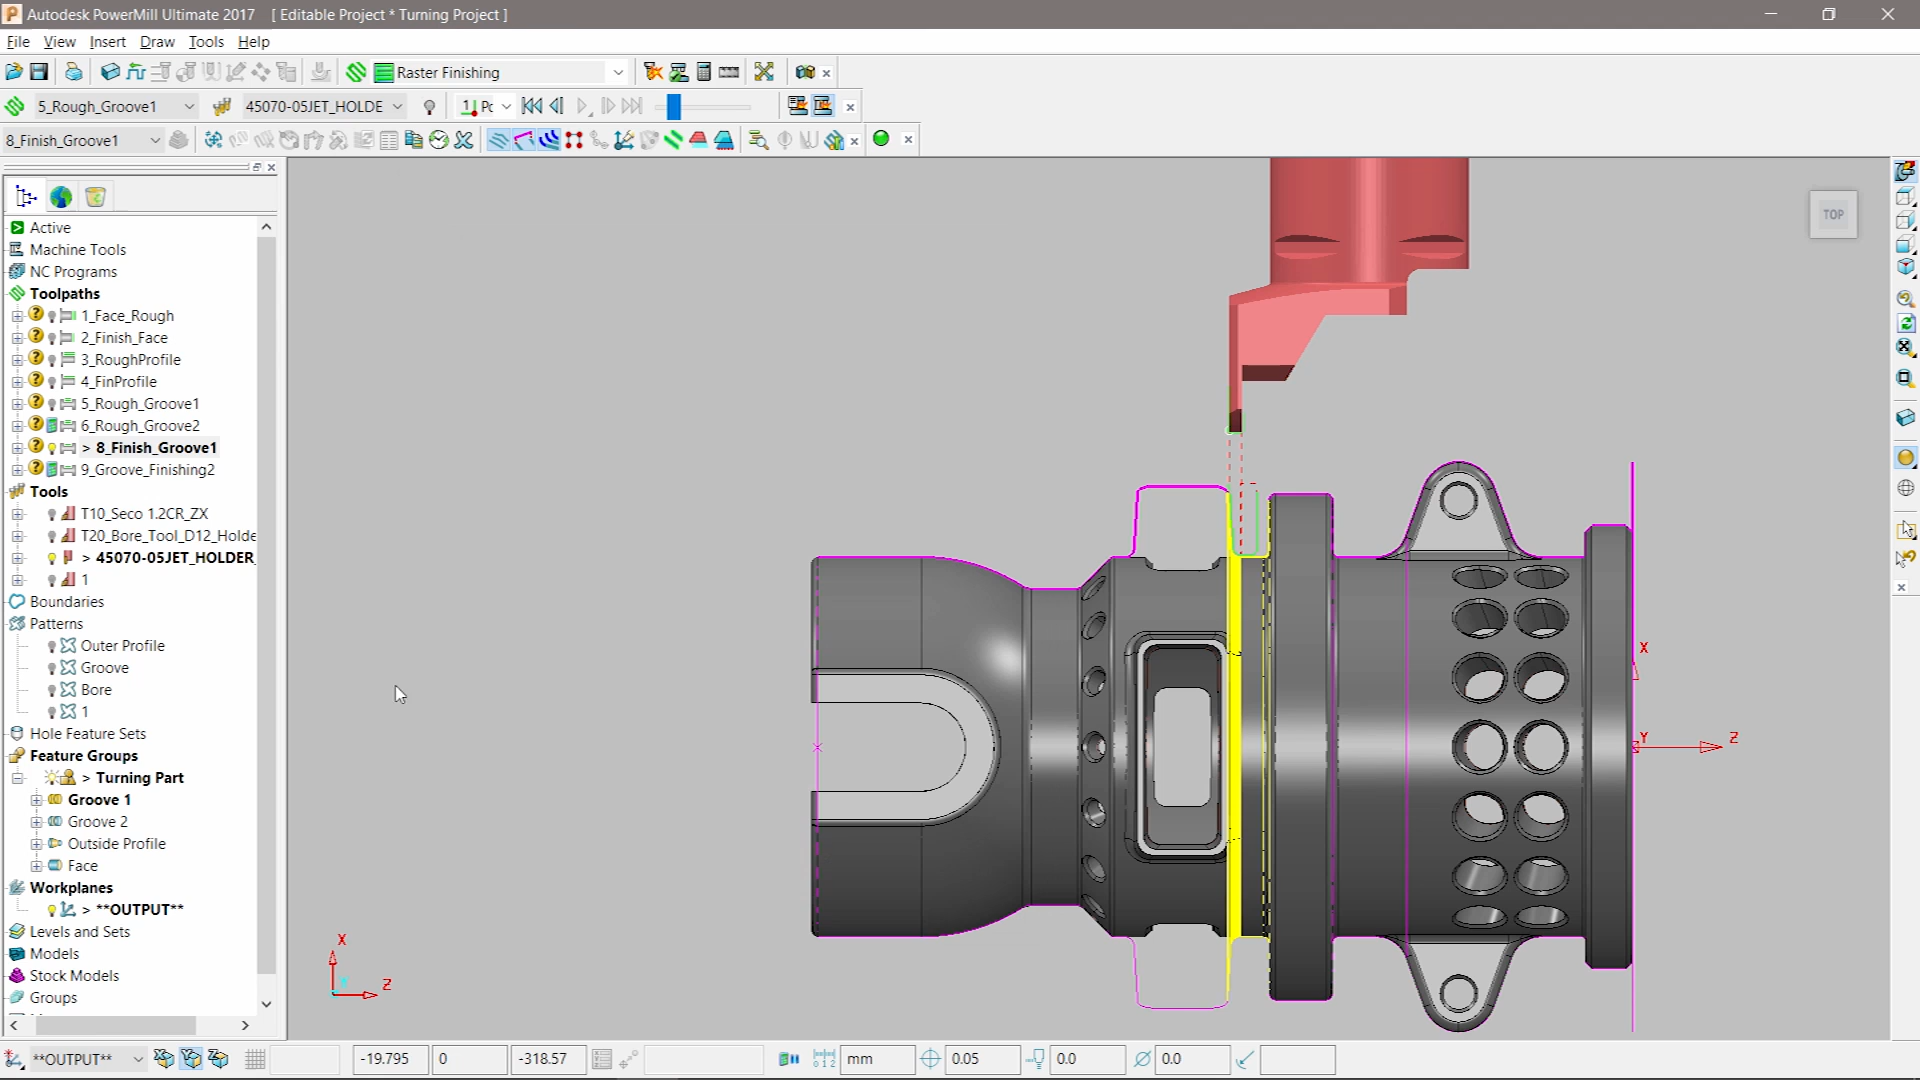 Autodesk PowerMill Ultimate 2017 [ Editable Project * Turning Project ]
File View Insert Draw Tools Help
Raster Finishing
5_Rough_Groove1 45070-05JET_HOLDE
8_Finish_Groove1
Active
Machine Tools
NC Programs
Toolpaths
1_Face_Rough
2_Finish_Face
3_RoughProfile
4_FinProfile
5_Rough_Groove1
6_Rough_Groove2
> 8_Finish_Groove1
9_Groove_Finishing2
Tools
T10_Seco 1.2CR_ZX
T20_Bore_Tool_D12_Holde
> 45070-05JET_HOLDER
1
Boundaries
Patterns
Outer Profile
Groove
Bore
1
Hole Feature Sets
Feature Groups
> Turning Part
Groove 1
Groove 2
Outside Profile
Face
Workplanes
> **OUTPUT**
Levels and Sets
Models
Stock Models
Groups
TOP
X
Y
Z
X
Z
**OUTPUT** -19.795 0 -318.57 mm 0.05 0.0 0.0